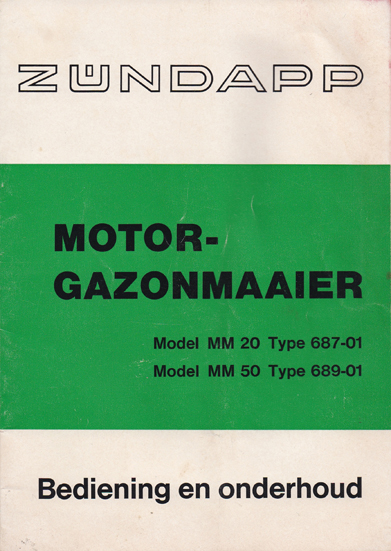 ZÜNDAPP
MOTOR-
GAZONMAAIER
Model MM 20 Type 687-01
Model MM 50 Type 689-01
Bediening en onderhoud